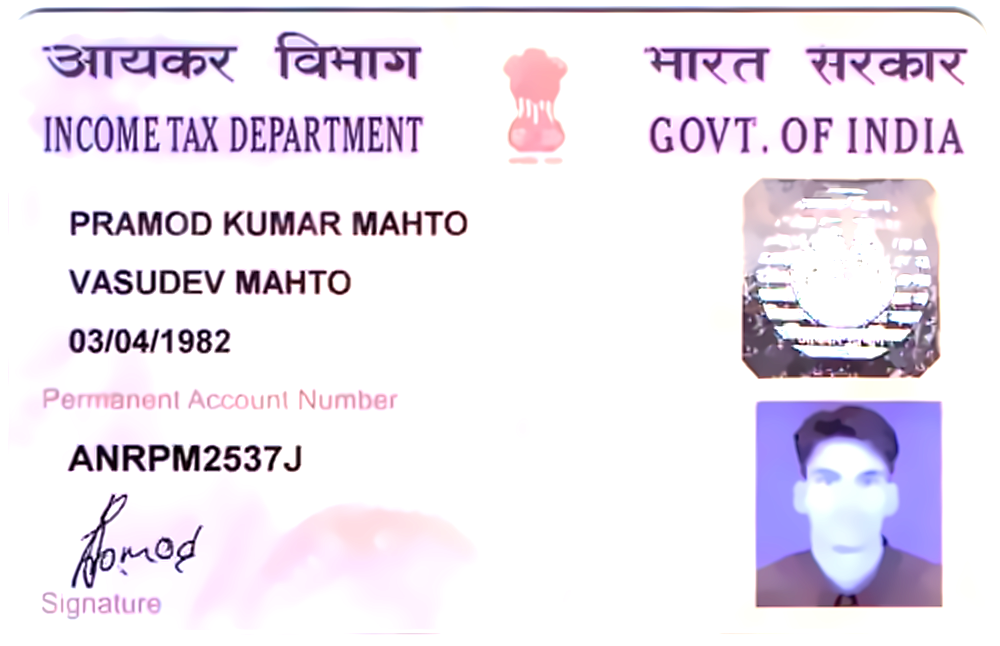 आयकर विभाग
भारत सरकार
INCOME TAX DEPARTMENT
GOVT. OF INDIA
PRAMOD KUMAR MAHTO
VASUDEV MAHTO
03/04/1982
Permanent Account Number
ANRPM2537J
Pomod
Signature